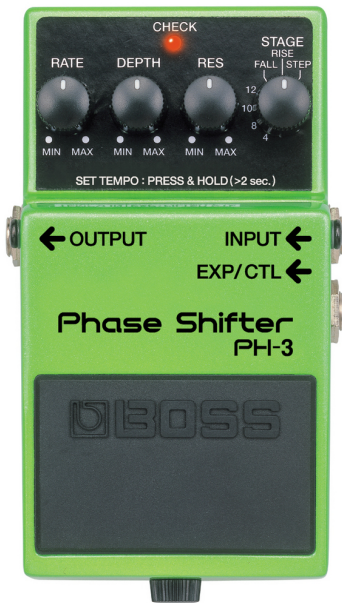 CHECK
RATE DEPTH RES STAGE
RISE
FALL STEP
12
10
8
4
MIN MAX MIN MAX MIN MAX
SET TEMPO : PRESS & HOLD (>2 sec.)
←OUTPUT INPUT←
EXP/CTL←
Phase Shifter
PH-3
BOSS